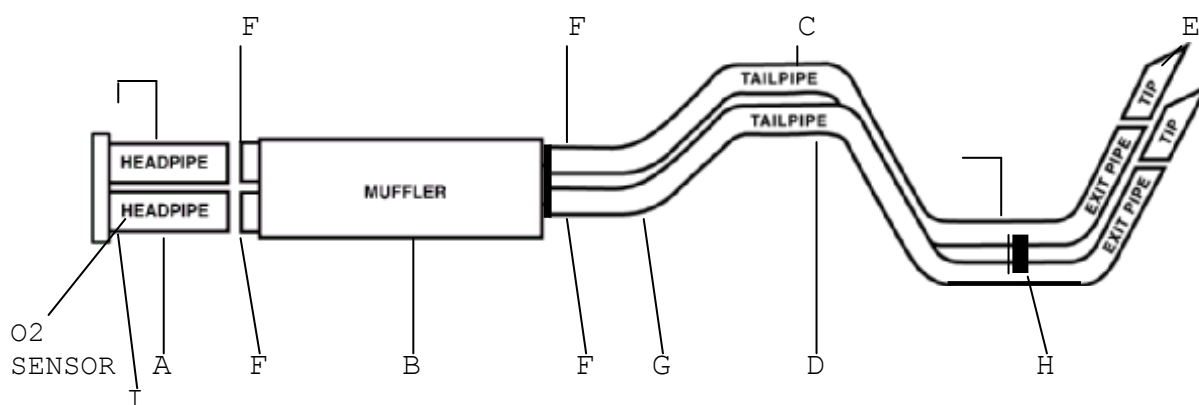 F F C E
TAILPIPE
TIP
HEADPIPE
TAILPIPE
TIP
MUFFLER
EXIT PIPE
HEADPIPE
EXIT PIPE
O2
SENSOR A F B F G D H